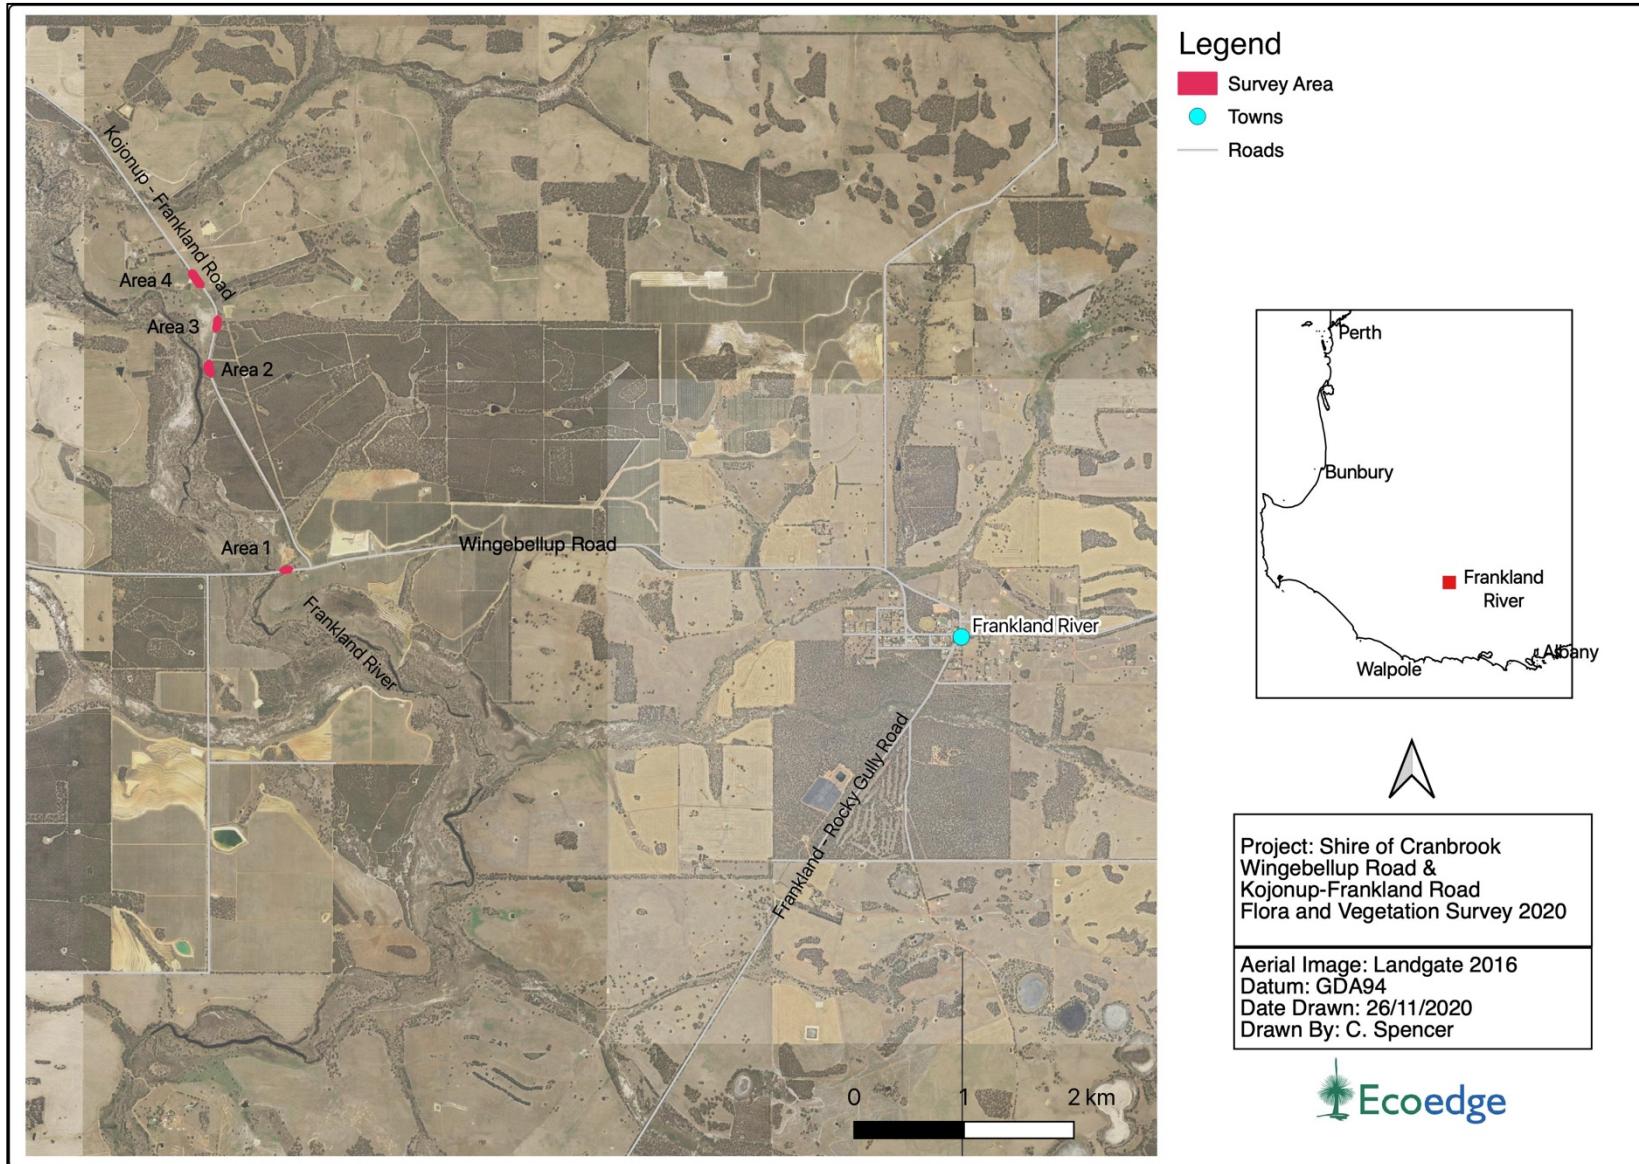 Legend
Survey Area
Towns
Roads
Kojonup - Frankland Road
Area 4
Area 3
Area 2
Area 1
Wingebellup Road
Frankland River
Frankland River
Frankland - Rocky Gully Road
0 1 2 km
Perth
Bunbury
Frankland
River
Walpole
Albany
Project: Shire of Cranbrook
Wingebellup Road &
Kojonup-Frankland Road
Flora and Vegetation Survey 2020
Aerial Image: Landgate 2016
Datum: GDA94
Date Drawn: 26/11/2020
Drawn By: C. Spencer
Ecoedge